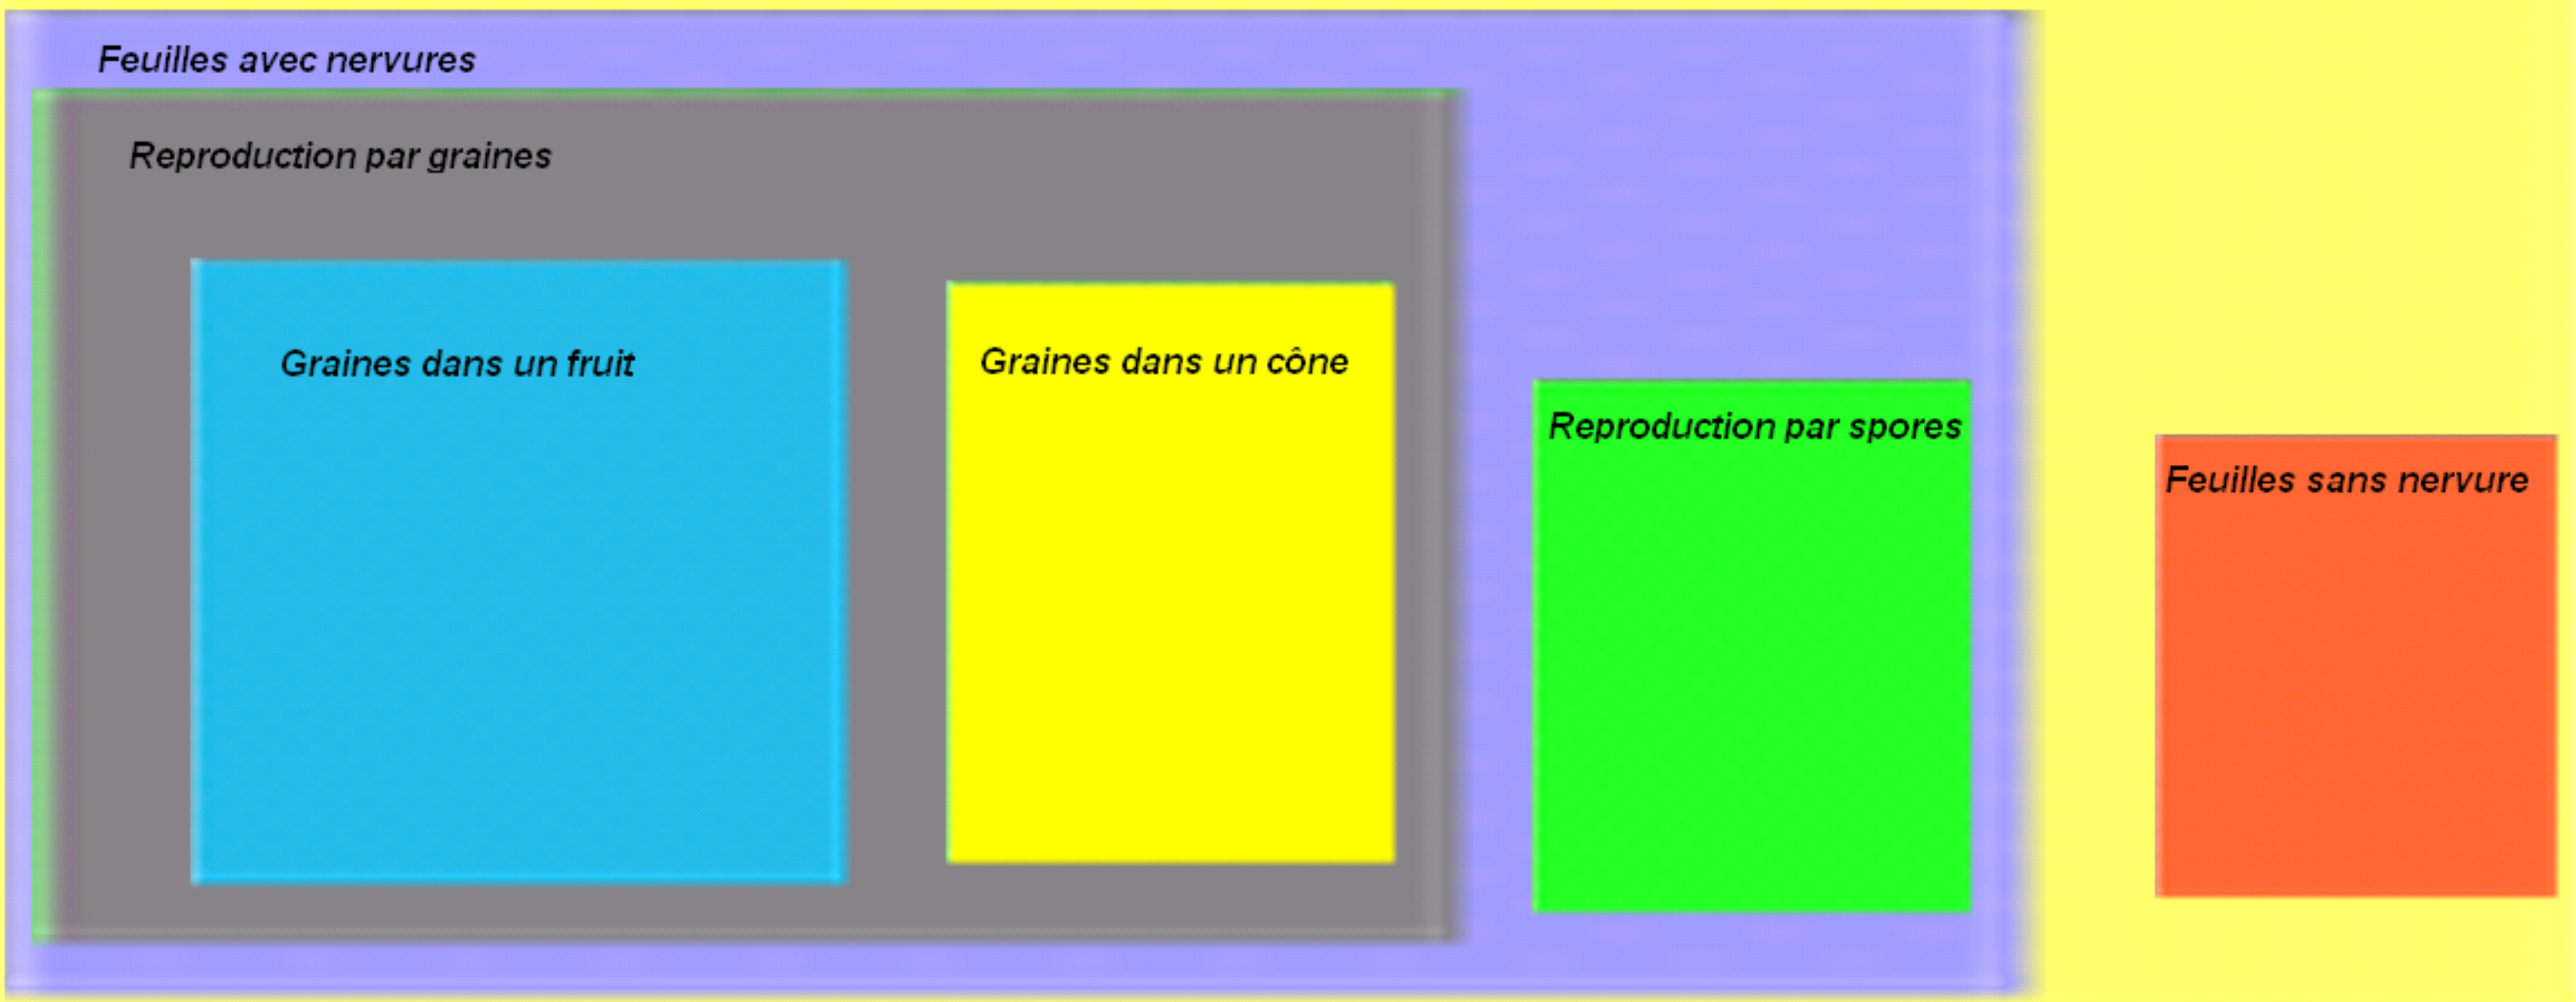 Feuilles avec nervures
Reproduction par graines
Graines dans un fruit
Graines dans un cône
Reproduction par spores
Feuilles sans nervure